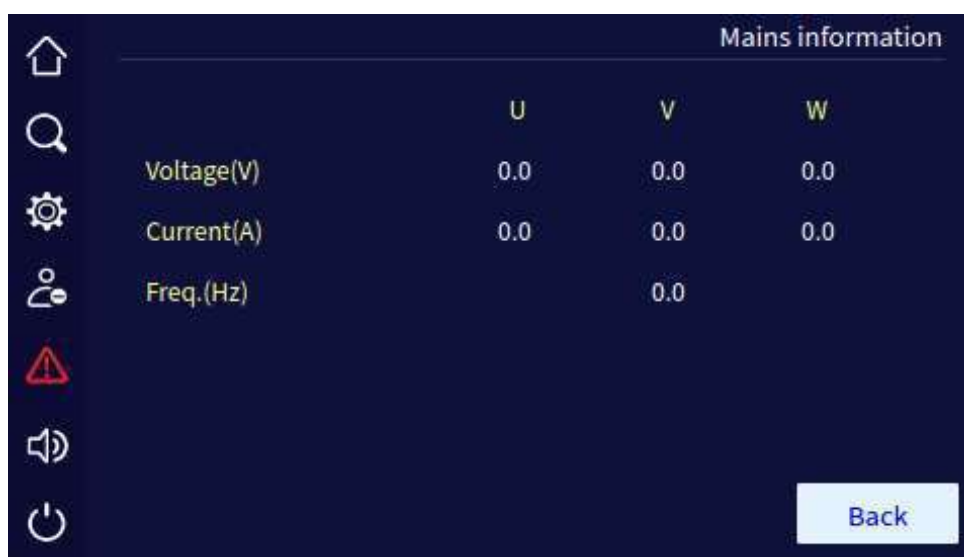 Mains information
U V W
Voltage(V) 0.0 0.0 0.0
Current(A) 0.0 0.0 0.0
Freq.(Hz) 0.0
Back